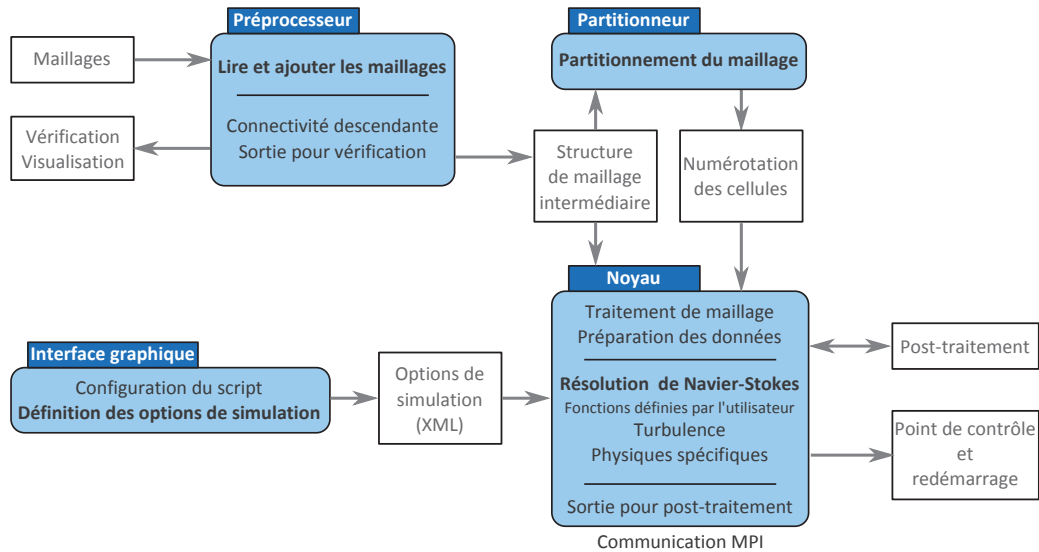 Préprocesseur
Maillages
Lire et ajouter les maillages
Connectivité descendante
Sortie pour vérification
Vérification
Visualisation
Partitionneur
Partitionnement du maillage
Structure
de maillage
intermédiaire
Numérotation
des cellules
Noyau
Traitement de maillage
Préparation des données
Résolution de Navier-Stokes
Fonctions définies par l'utilisateur
Turbulence
Physiques spécifiques
Sortie pour post-traitement
Communication MPI
Interface graphique
Configuration du script
Définition des options de simulation
Options de
simulation
(XML)
Post-traitement
Point de contrôle
et
redémarrage